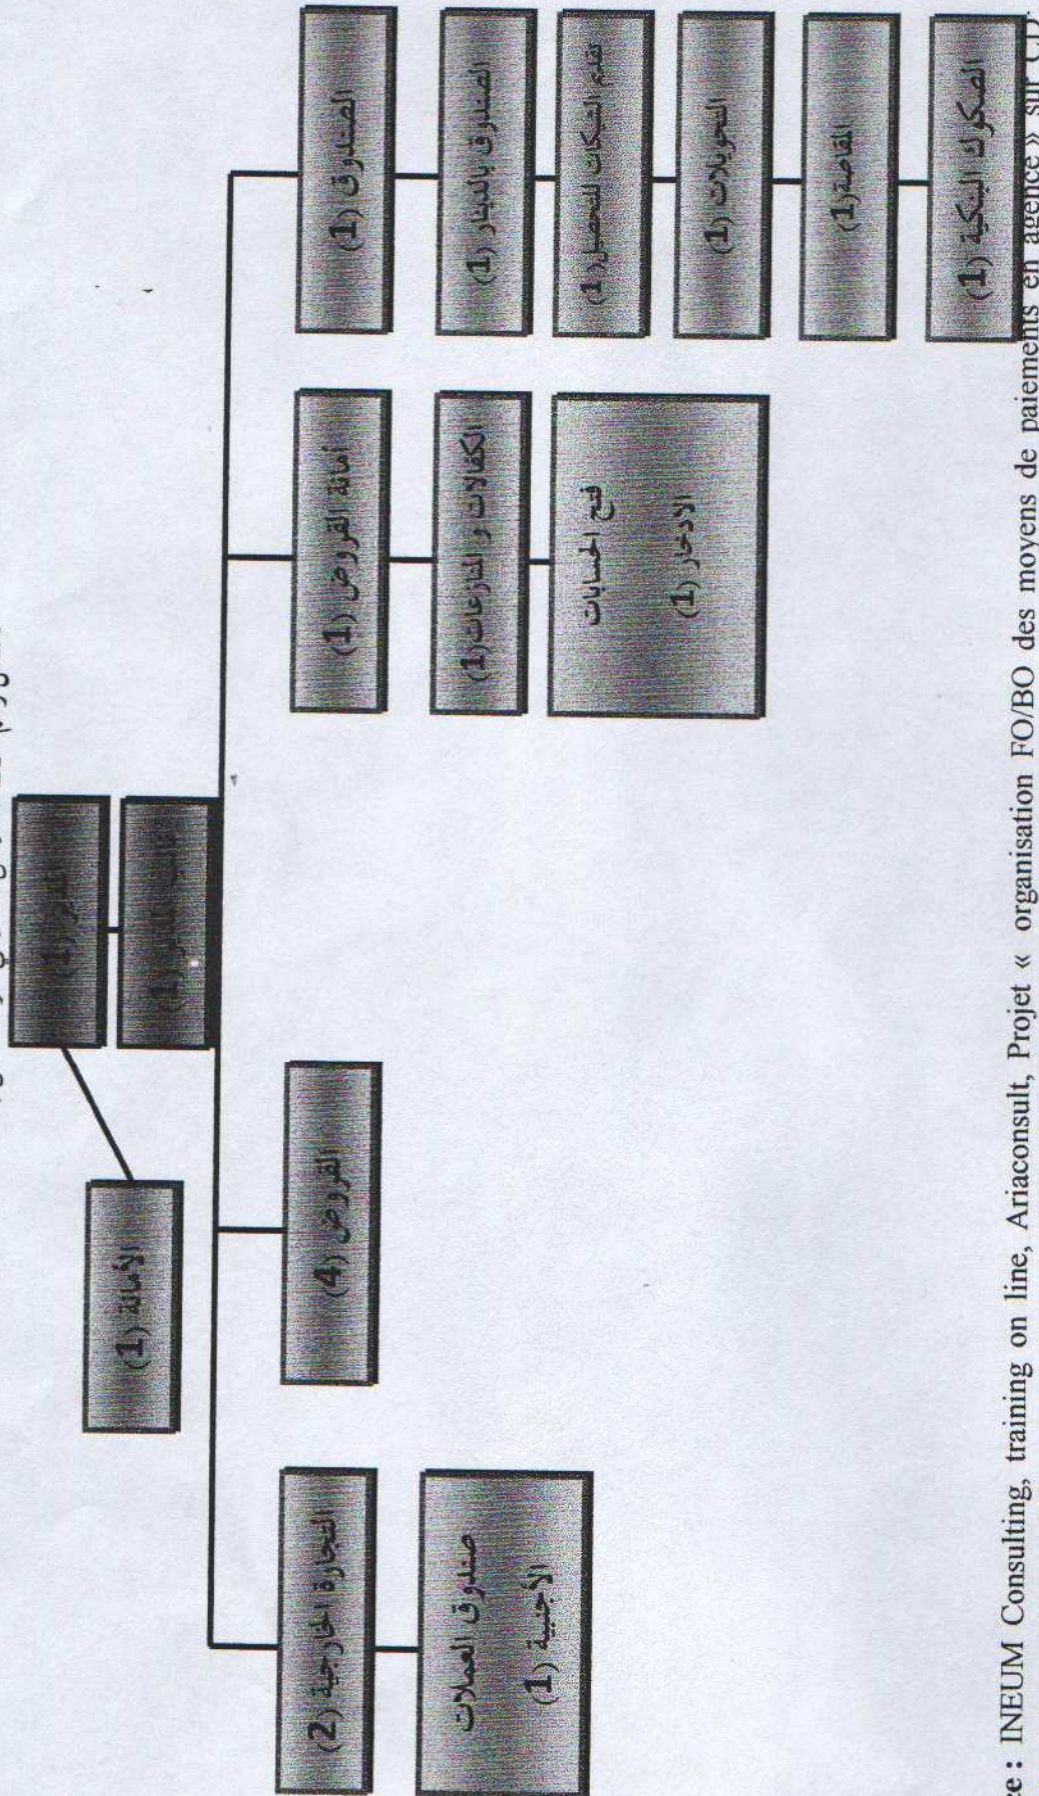 المدير (1)
نائب المدير (1)
الأمانة (1)
الصندوق (1)
الصندوق بالدينار (1)
تقديم الشيكات للتحصيل (1)
التحويلات (1)
المقاصة (1)
الصكوك البنكية (1)
أمانة القروض (1)
الكفالات و المنازعات (1)
فتح الحسابات
الادخار (1)
القروض (4)
التجارة الخارجية (2)
صندوق العملات
الأجنبية (1)
ce : INEUM Consulting, training on line, Ariaconsult, Projet « organisation FO/BO des moyens de paiements en agence » sur CD.